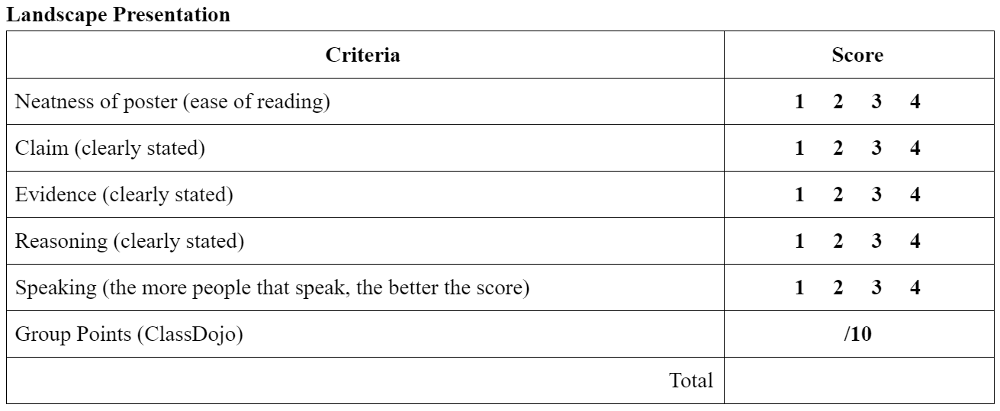 Landscape Presentation
Criteria Score
Neatness of poster (ease of reading) 1 2 3 4
Claim (clearly stated) 1 2 3 4
Evidence (clearly stated) 1 2 3 4
Reasoning (clearly stated) 1 2 3 4
Speaking (the more people that speak, the better the score) 1 2 3 4
Group Points (ClassDojo) /10
Total